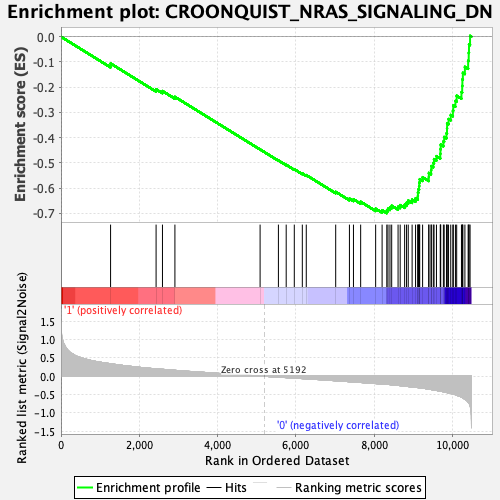 Enrichment plot: CROONQUIST_NRAS_SIGNALING_DN
Enrichment score (ES)
0.0
-0.1
-0.2
-0.3
-0.4
-0.5
-0.6
-0.7
'1' (positively correlated)
Ranked list metric (Signal2Noise)
1.5
1.0
0.5
0.0
-0.5
-1.0
-1.5
Zero cross at 5192
'0' (negatively correlated)
0 2,000 4,000 6,000 8,000 10,000
Rank in Ordered Dataset
Enrichment profile Hits Ranking metric scores